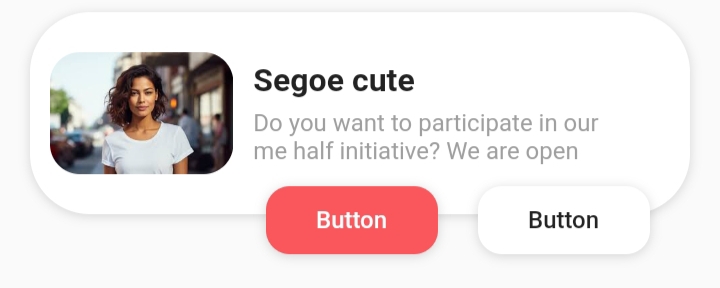 Segoe cute
Do you want to participate in our
me half initiative? We are open
Button
Button